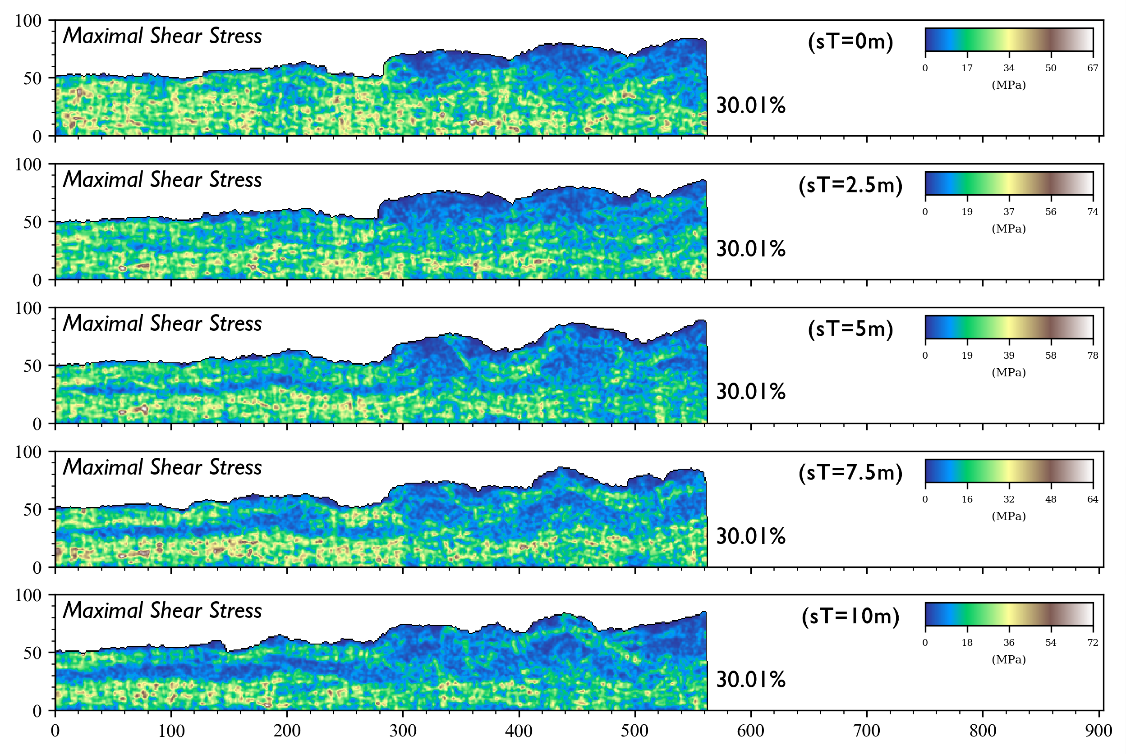 100
50
0
Maximal Shear Stress
(sT=0m)
0 17 34 50 67
(MPa)
30.01%
100
50
0
Maximal Shear Stress
(sT=2.5m)
0 19 37 56 71
(MPa)
30.01%
100
50
0
Maximal Shear Stress
(sT=5m)
0 19 39 58 78
(MPa)
30.01%
100
50
0
Maximal Shear Stress
(sT=7.5m)
0 16 32 48 64
(MPa)
30.01%
100
50
0
Maximal Shear Stress
(sT=10m)
0 18 36 54 72
(MPa)
30.01%
0 100 200 300 400 500 600 700 800 900